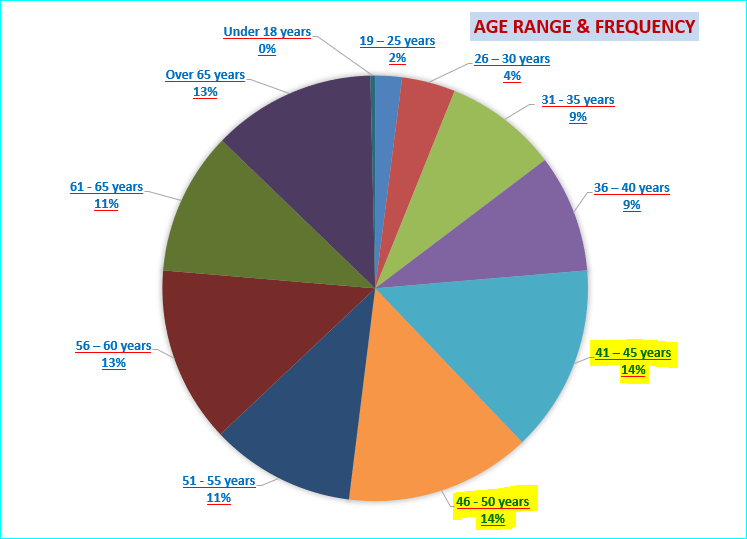 AGE RANGE & FREQUENCY
Under 18 years
0%
19 – 25 years
2%
26 – 30 years
4%
31 - 35 years
9%
36 – 40 years
9%
41 – 45 years
14%
46 - 50 years
14%
51 - 55 years
11%
56 – 60 years
13%
61 - 65 years
11%
Over 65 years
13%